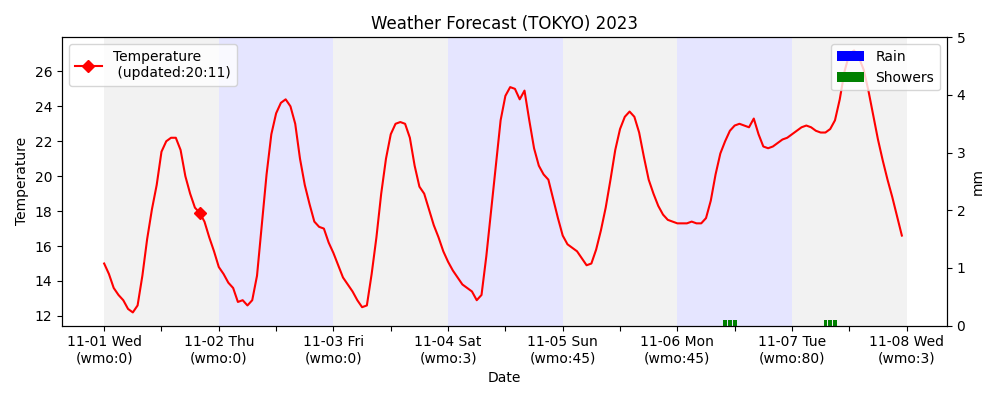 Weather Forecast (TOKYO) 2023
Temperature
(updated:20:11)
Rain
Showers
26
24
22
20
18
16
14
12
Temperature
5
4
3
2
1
0
mm
11-01 Wed 11-02 Thu 11-03 Fri 11-04 Sat 11-05 Sun 11-06 Mon 11-07 Tue 11-08 Wed
(wmo:0) (wmo:0) (wmo:0) (wmo:3) (wmo:45) (wmo:45) (wmo:80) (wmo:3)
Date